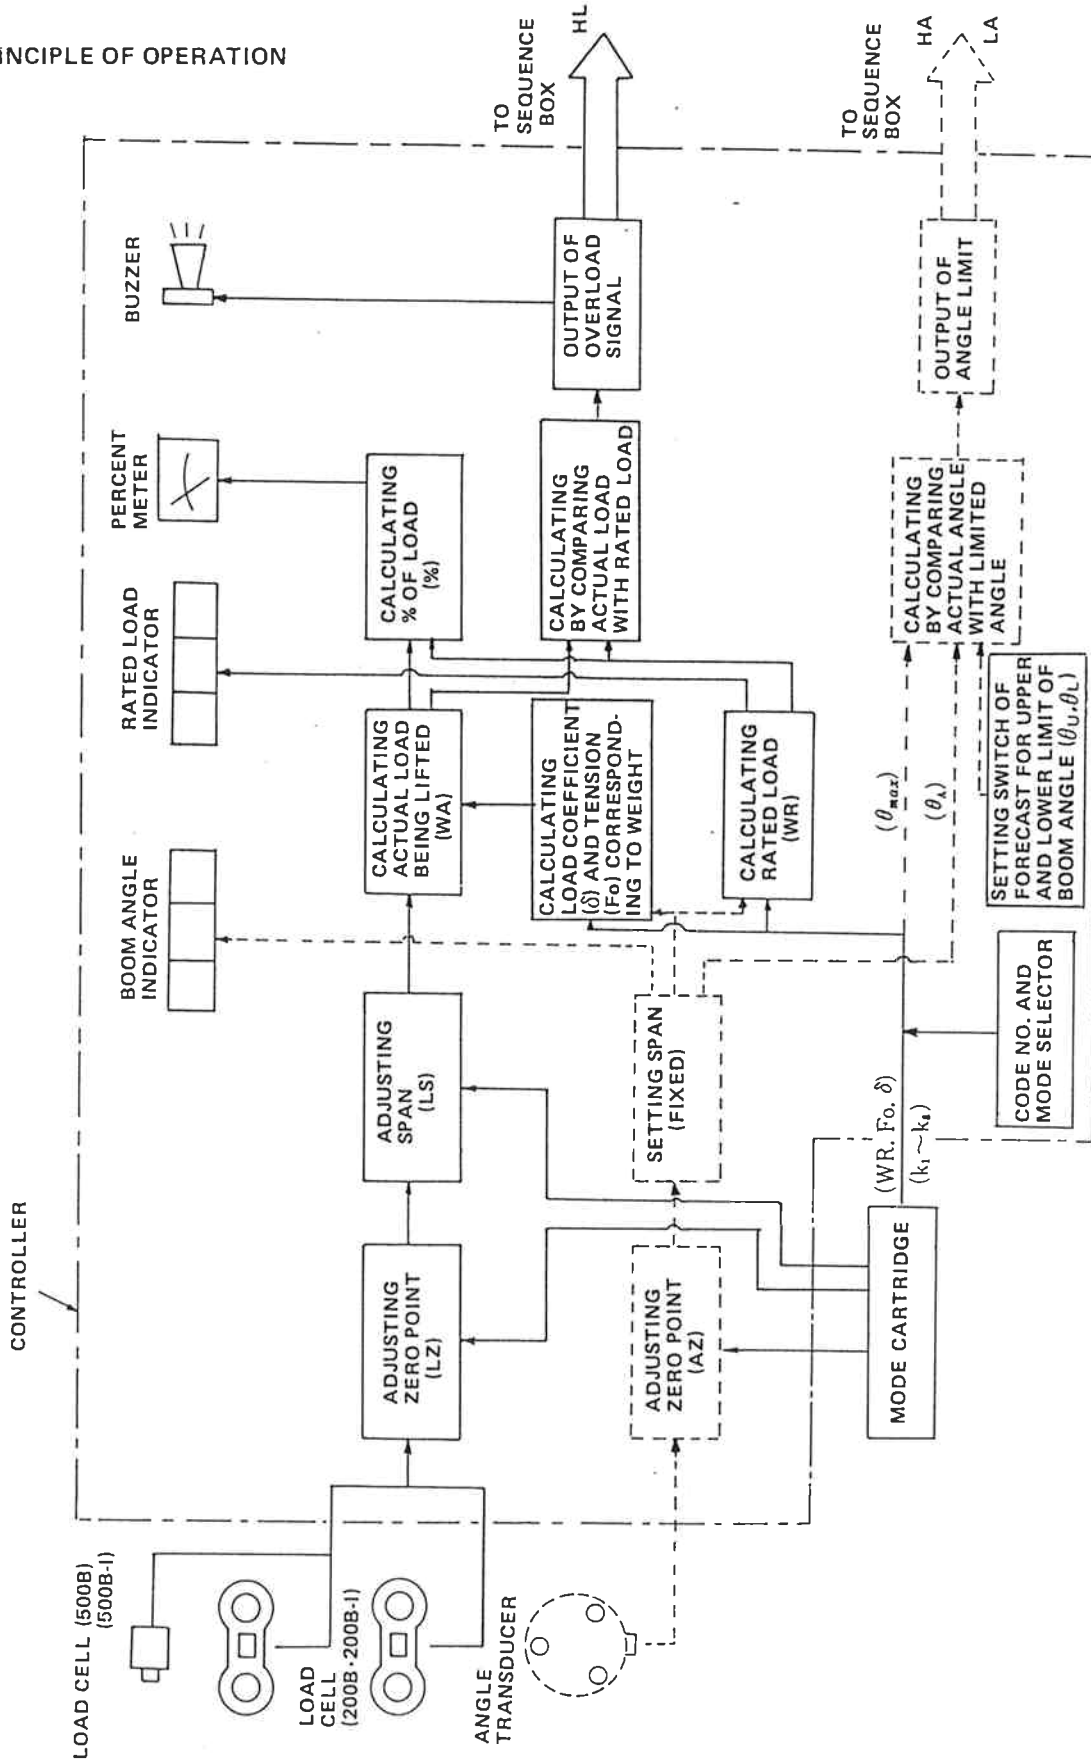 INCIPLE OF OPERATION
CONTROLLER
LOAD CELL (500B)
(500B-I)
LOAD
CELL
(200B·200B-I)
ANGLE
TRANSDUCER
BOOM ANGLE
INDICATOR
RATED LOAD
INDICATOR
PERCENT
METER
BUZZER
ADJUSTING
ZERO POINT
(LZ)
ADJUSTING
SPAN
(LS)
CALCULATING
ACTUAL LOAD
BEING LIFTED
(WA)
CALCULATING
% OF LOAD
(%)
CALCULATING
LOAD COEFFICIENT
(δ) AND TENSION
(Fo) CORRESPOND-
ING TO WEIGHT
CALCULATING
BY COMPARING
ACTUAL LOAD
WITH RATED LOAD
OUTPUT OF
OVERLOAD
SIGNAL
TO
SEQUENCE
BOX
HL
ADJUSTING
ZERO POINT
(AZ)
SETTING SPAN
(FIXED)
CALCULATING
RATED LOAD
(WR)
MODE CARTRIDGE
(WR. Fo. δ)
CODE NO. AND
MODE SELECTOR
(θmax)
SETTING SWITCH OF
FORECAST FOR UPPER
AND LOWER LIMIT OF
BOOM ANGLE (θU,θL)
CALCULATING
BY COMPARING
ACTUAL ANGLE
WITH LIMITED
ANGLE
OUTPUT OF
ANGLE LIMIT
TO
SEQUENCE
BOX
HA
LA